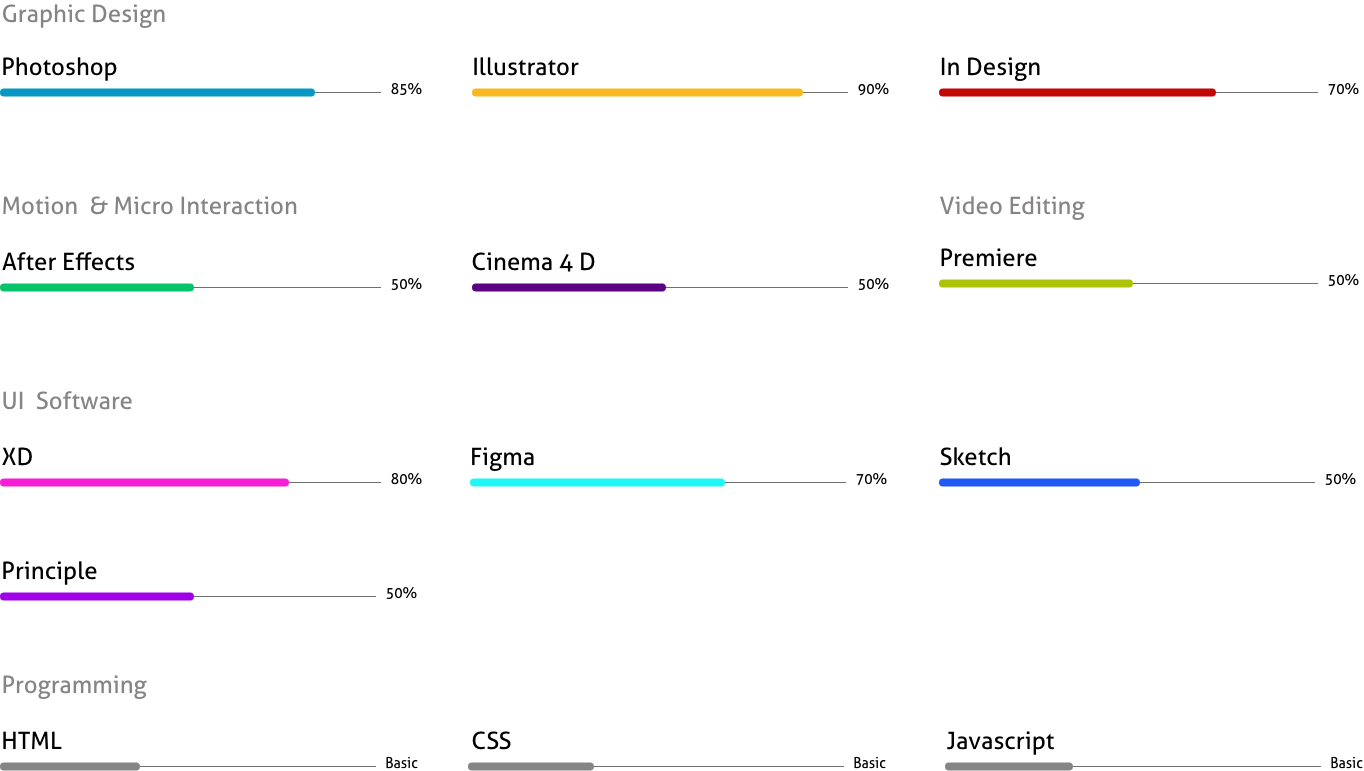 Graphic Design
Photoshop
85%
Illustrator
90%
In Design
70%
Motion & Micro Interaction
After Effects
50%
Cinema 4 D
50%
Video Editing
Premiere
50%
UI Software
XD
80%
Figma
70%
Sketch
50%
Principle
50%
Programming
HTML
Basic
CSS
Basic
Javascript
Basic